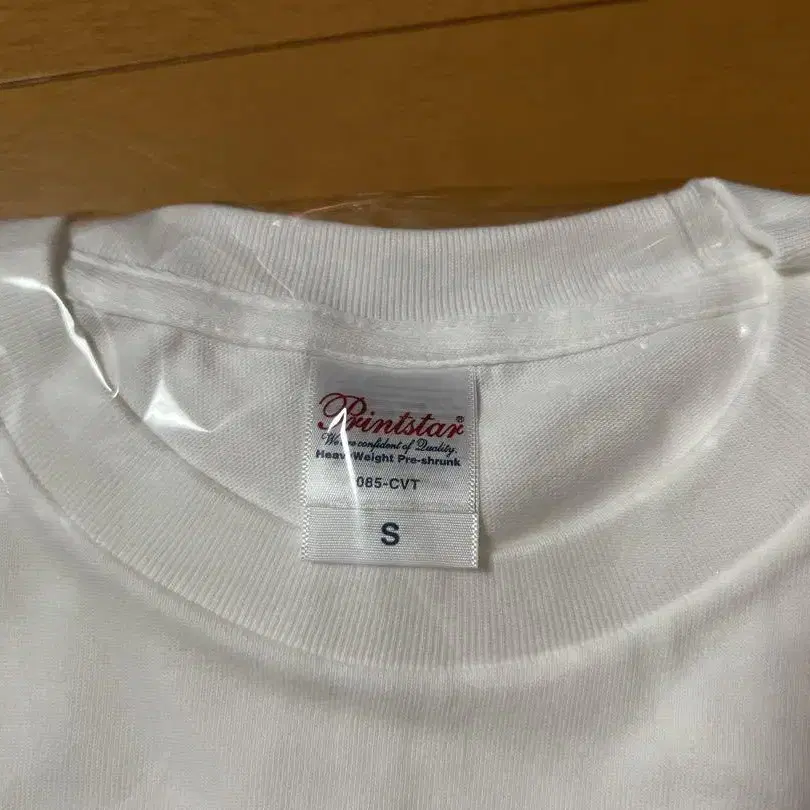 Printstar®
We are confident of Quality.
Heavy Weight Pre-shrunk
085-CVT
S